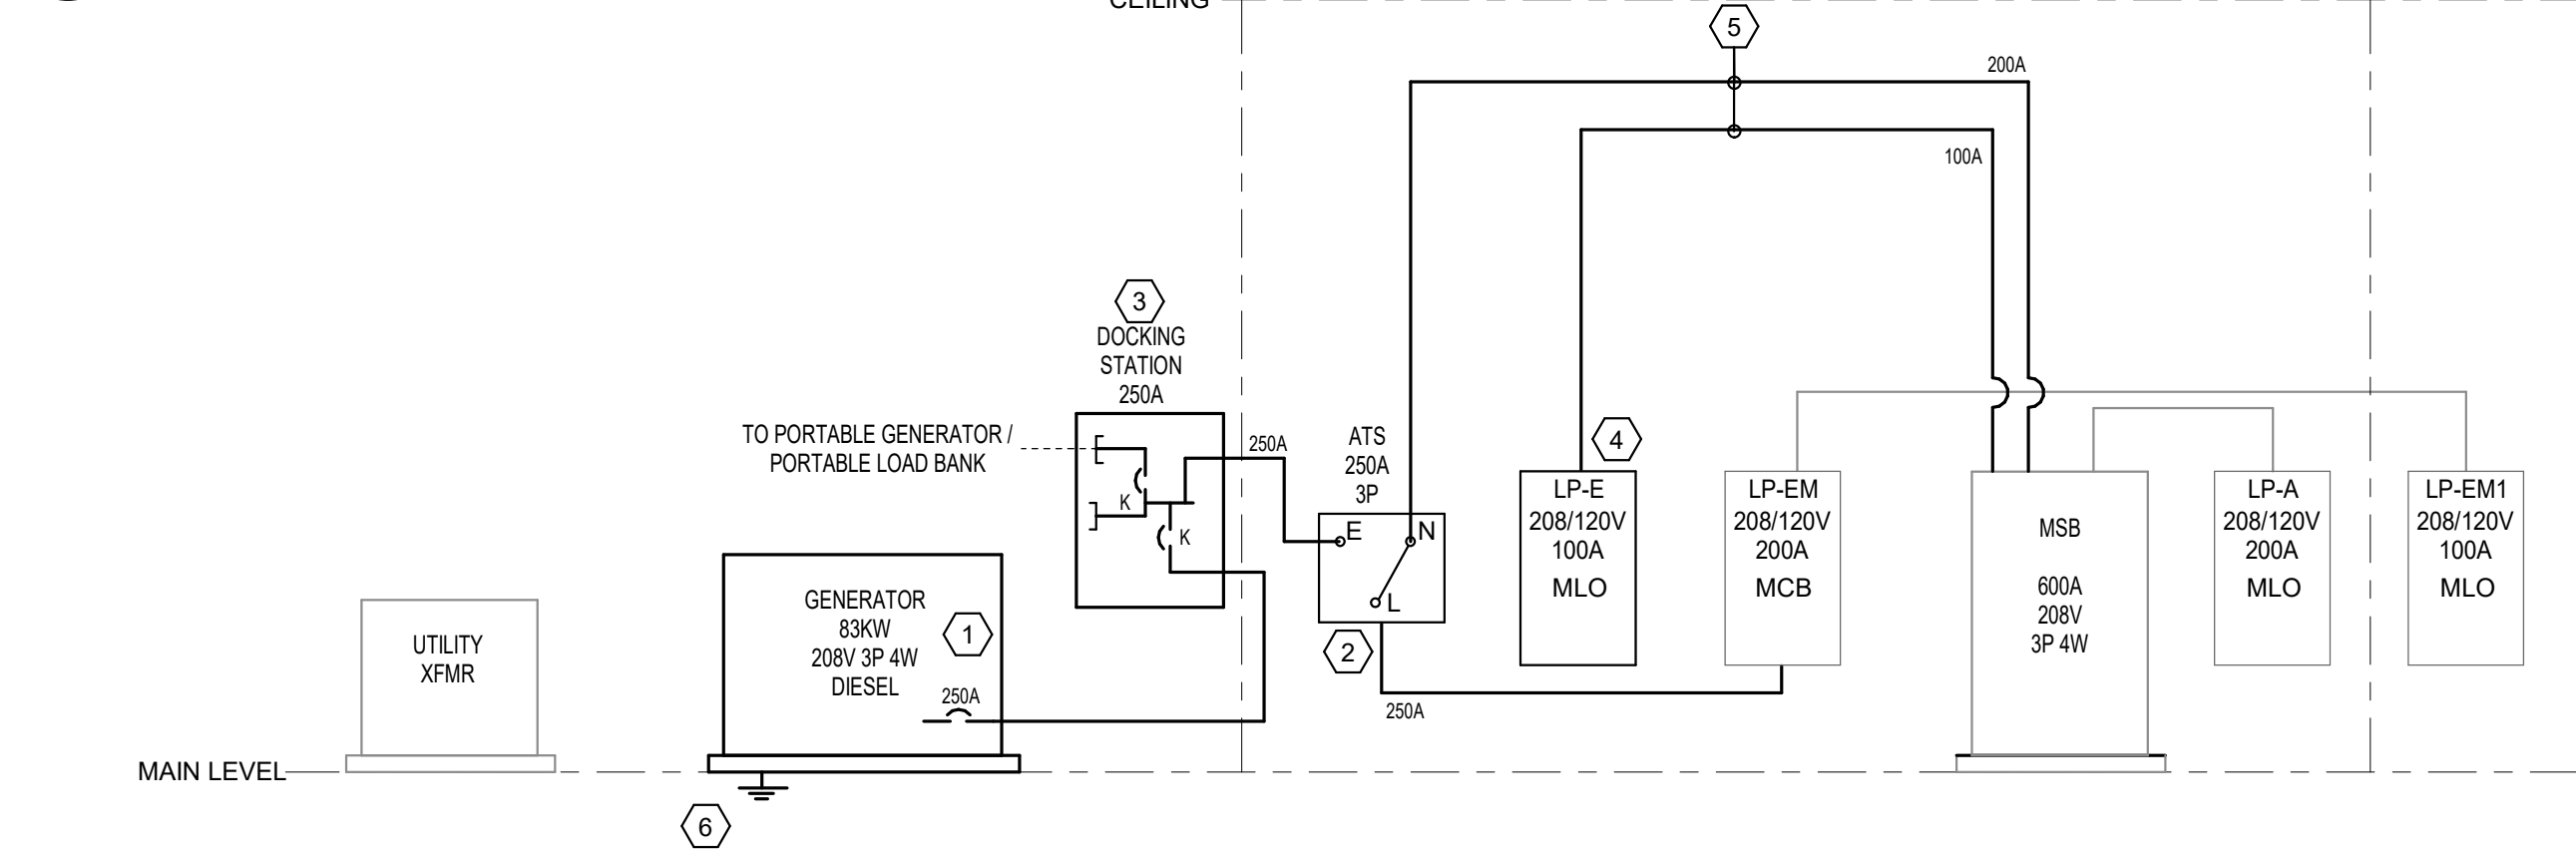 CEILING
5
200A
100A
3
DOCKING
STATION
250A
TO PORTABLE GENERATOR /
PORTABLE LOAD BANK
K
K
250A
ATS
250A
3P
E
N
L
2
250A
4
LP-E
208/120V
100A
MLO
LP-EM
208/120V
200A
MCB
MSB
600A
208V
3P 4W
LP-A
208/120V
200A
MLO
LP-EM1
208/120V
100A
MLO
UTILITY
XFMR
GENERATOR
83KW
208V 3P 4W
DIESEL
1
250A
MAIN LEVEL
6